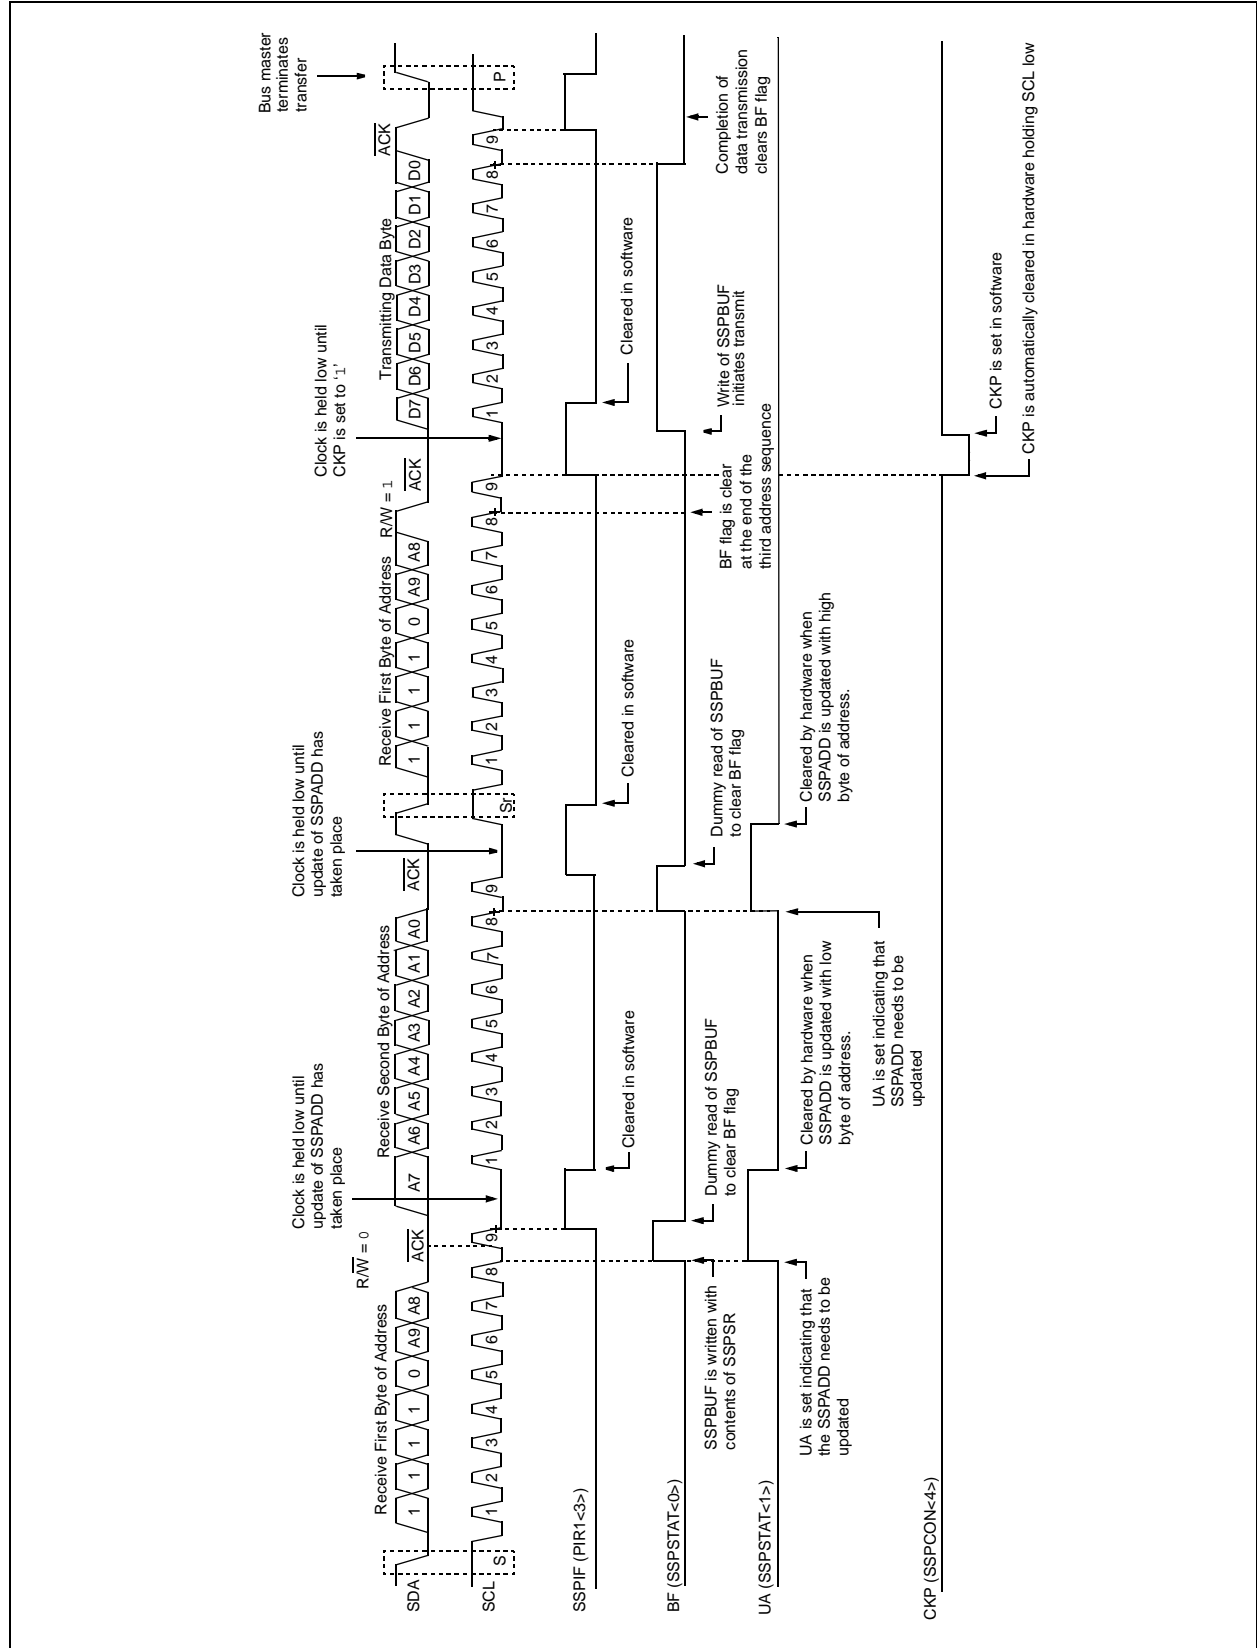 Bus master
terminates
transfer
Clock is held low until
update of SSPADD has
taken place
Clock is held low until
update of SSPADD has
taken place
Clock is held low until
CKP is set to ‘1’
R/W = 0
R/W = 1
Receive First Byte of Address
ACK
Receive Second Byte of Address
ACK
Receive First Byte of Address
ACK
Transmitting Data Byte
ACK
SDA
1 1 1 1 0 A9 A8
A7 A6 A5 A4 A3 A2 A1 A0
1 1 1 1 0 A9 A8
D7 D6 D5 D4 D3 D2 D1 D0
SCL
S
1 2 3 4 5 6 7 8 9
1 2 3 4 5 6 7 8 9
Sr
1 2 3 4 5 6 7 8 9
1 2 3 4 5 6 7 8 9
P
SSPIF (PIR1<3>)
Cleared in software
Cleared in software
Cleared in software
BF (SSPSTAT<0>)
SSPBUF is written with
contents of SSPSR
Dummy read of SSPBUF
to clear BF flag
Dummy read of SSPBUF
to clear BF flag
BF flag is clear
at the end of the
third address sequence
Write of SSPBUF
initiates transmit
Completion of
data transmission
clears BF flag
UA (SSPSTAT<1>)
UA is set indicating that
the SSPADD needs to be
updated
Cleared by hardware when
SSPADD is updated with low
byte of address.
UA is set indicating that
SSPADD needs to be
updated
Cleared by hardware when
SSPADD is updated with high
byte of address.
CKP (SSPCON<4>)
CKP is set in software
CKP is automatically cleared in hardware holding SCL low